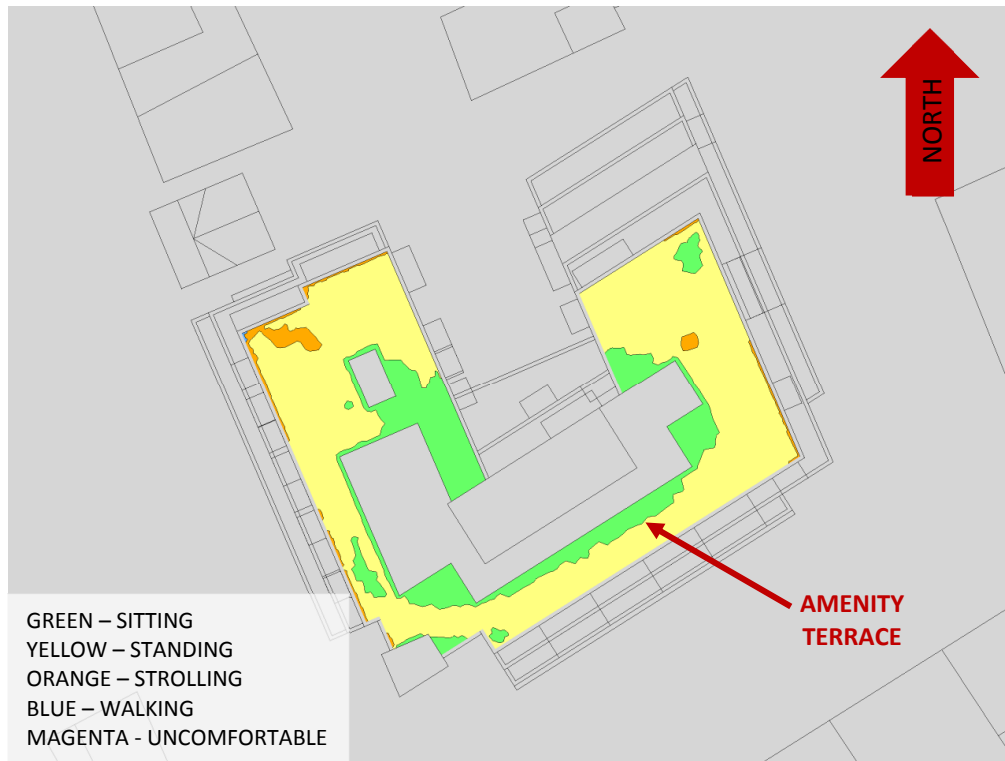 NORTH
AMENITY
TERRACE
GREEN – SITTING
YELLOW – STANDING
ORANGE – STROLLING
BLUE – WALKING
MAGENTA - UNCOMFORTABLE